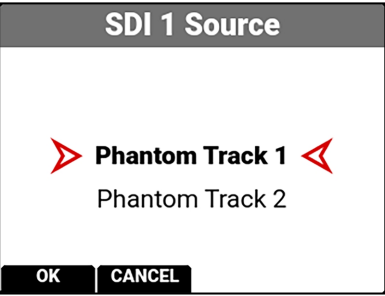 SDI 1 Source
Phantom Track 1
Phantom Track 2
OK CANCEL